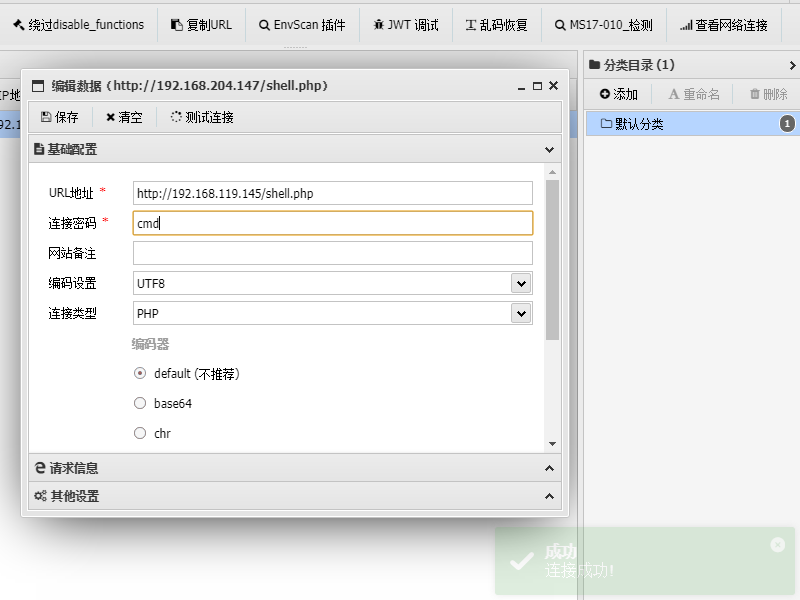 绕过disable_functions 复制URL EnvScan 插件 JWT 调试 乱码恢复 MS17-010_检测 查看网络连接
IP地
92.1
编辑数据 (http://192.168.204.147/shell.php)
保存 清空 测试连接
基础配置
URL地址 * http://192.168.119.145/shell.php
连接密码 * cmd
网站备注
编码设置 UTF8
连接类型 PHP
编码器
default (不推荐)
base64
chr
请求信息
其他设置
分类目录 (1)
添加 重命名 删除
默认分类 1
成功
连接成功!